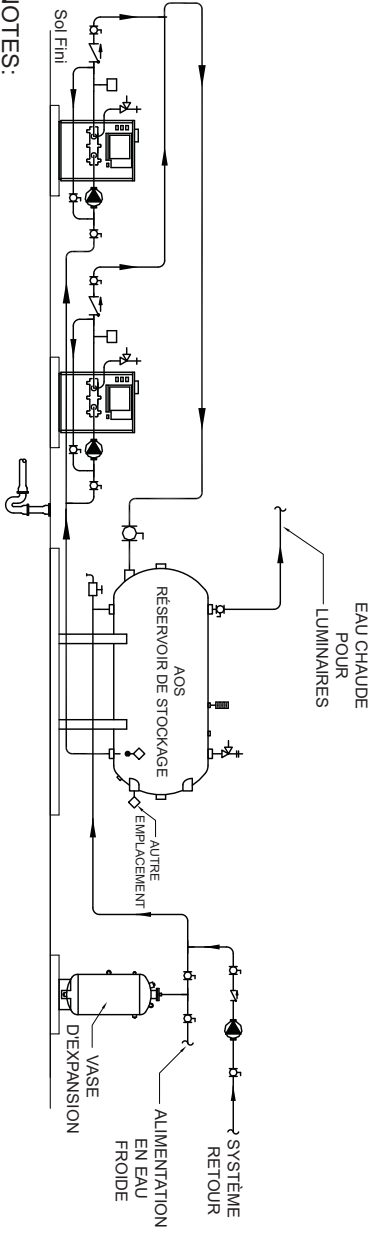 EAU CHAUDE
POUR
LUMINAIRES
Sol Fini
AOS
RÉSERVOIR DE STOCKAGE
AUTRE
EMPLACEMENT
SYSTÈME
RETOUR
ALIMENTATION
EN EAU
FROIDE
VASE
D'EXPANSION
NOTES: